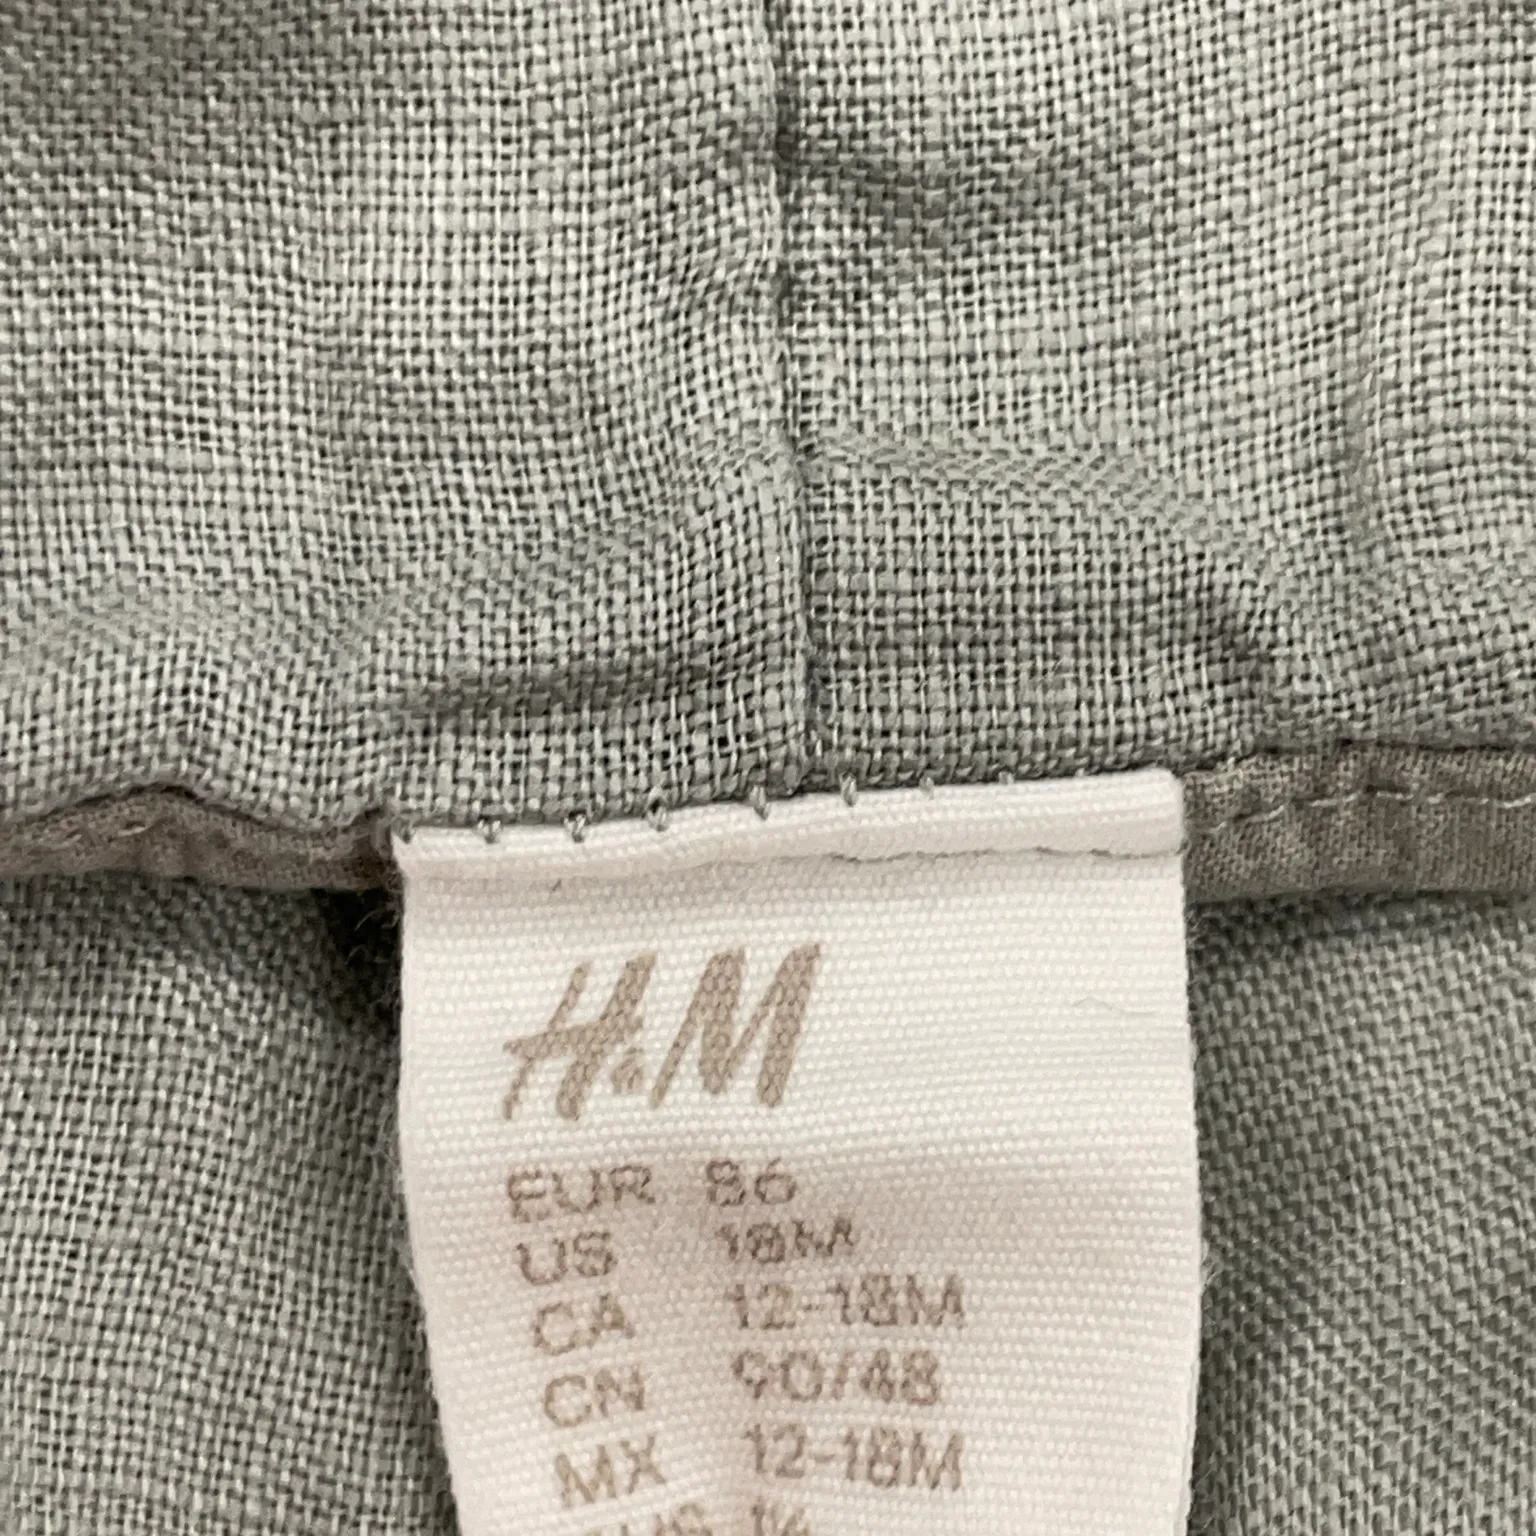 H&M
EUR 86
US 18M
CA 12-18M
CN 90/48
MX 12-18M